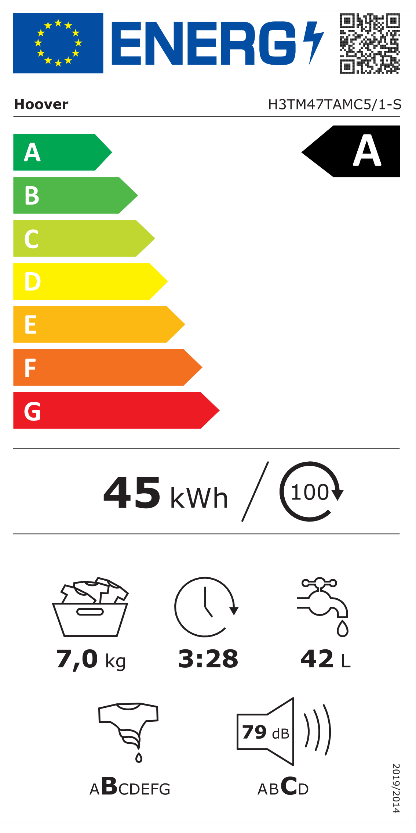 ENERG
Hoover H3TM47TAMC5/1-S
A A
B
C
D
E
F
G
45 kWh / 100
7,0 kg 3:28 42 L
79 dB
ABCDEFG ABCD
2019/2014